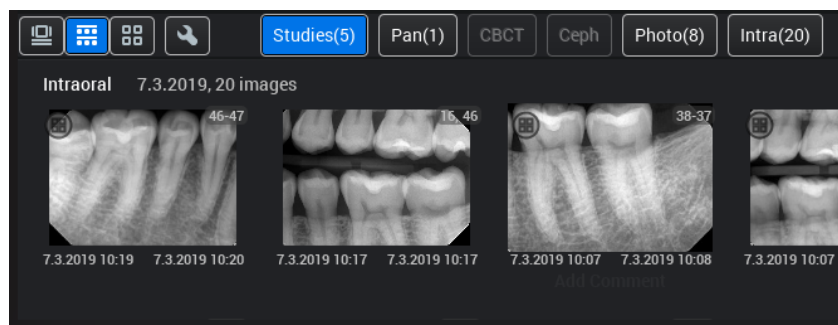 Studies(5) Pan(1) CBCT Ceph Photo(8) Intra(20)
Intraoral 7.3.2019, 20 images
46-47 16, 46 38-37
7.3.2019 10:19 7.3.2019 10:20 7.3.2019 10:17 7.3.2019 10:17 7.3.2019 10:07 7.3.2019 10:08 7.3.2019 10:07
Add Comment